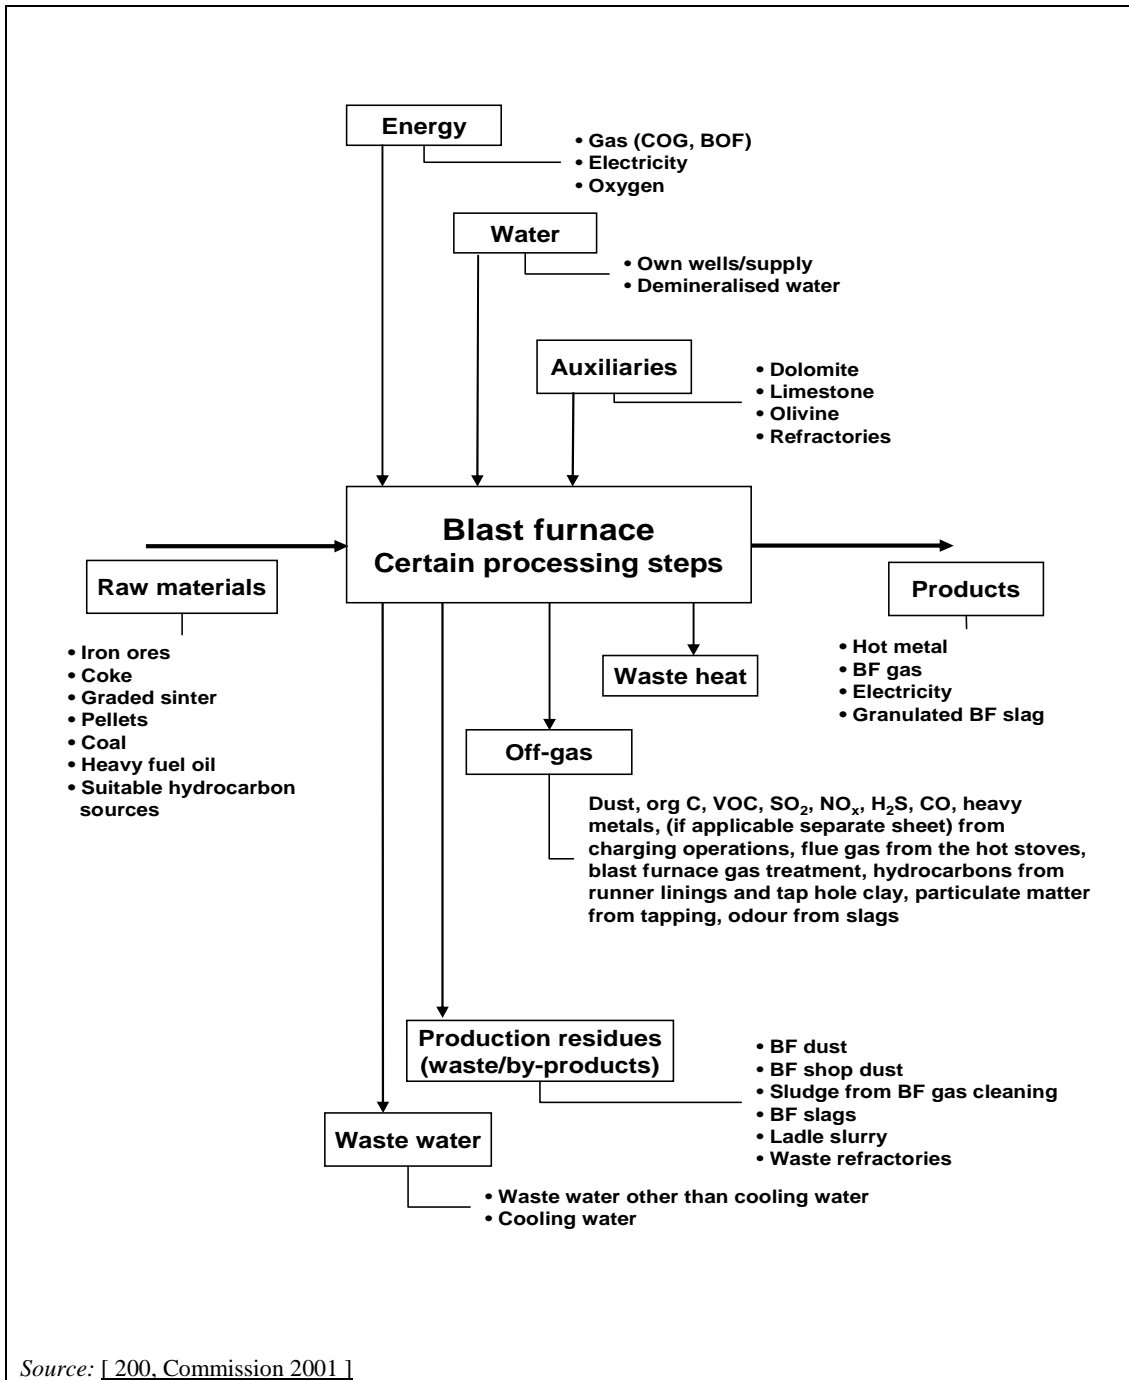 Energy
• Gas (COG, BOF)
• Electricity
• Oxygen
Water
• Own wells/supply
• Demineralised water
Auxiliaries
• Dolomite
• Limestone
• Olivine
• Refractories
Blast furnace
Certain processing steps
Raw materials
• Iron ores
• Coke
• Graded sinter
• Pellets
• Coal
• Heavy fuel oil
• Suitable hydrocarbon
sources
Products
• Hot metal
• BF gas
• Electricity
• Granulated BF slag
Waste heat
Off-gas
Dust, org C, VOC, SO₂, NOₓ, H₂S, CO, heavy
metals, (if applicable separate sheet) from
charging operations, flue gas from the hot stoves,
blast furnace gas treatment, hydrocarbons from
runner linings and tap hole clay, particulate matter
from tapping, odour from slags
Production residues
(waste/by-products)
• BF dust
• BF shop dust
• Sludge from BF gas cleaning
• BF slags
• Ladle slurry
• Waste refractories
Waste water
• Waste water other than cooling water
• Cooling water
Source: [ 200, Commission 2001 ]